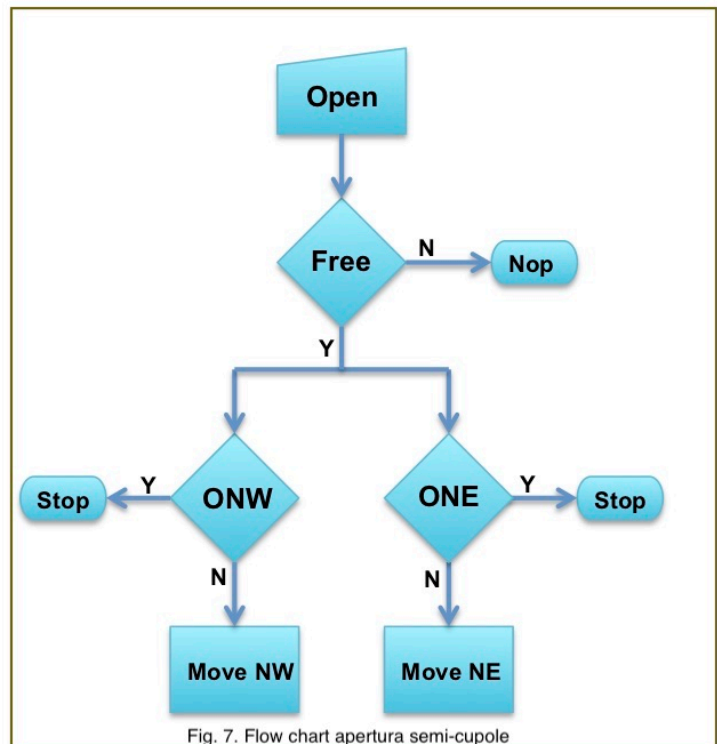 Open
Free
N
Nop
Y
Stop
Y
ONW
ONE
Y
Stop
N
N
Move NW
Move NE
Fig. 7. Flow chart apertura semi-cupole